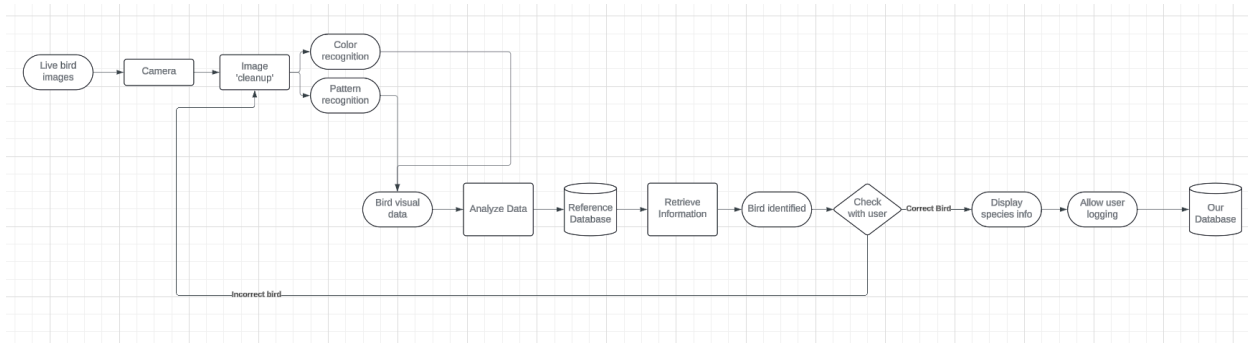 Live bird
images
Camera
Image
'cleanup'
Color
recognition
Pattern
recognition
Bird visual
data
Analyze Data
Reference
Database
Retrieve
Information
Bird identified
Check
with user
Correct Bird
Display
species info
Allow user
logging
Our
Database
Incorrect bird